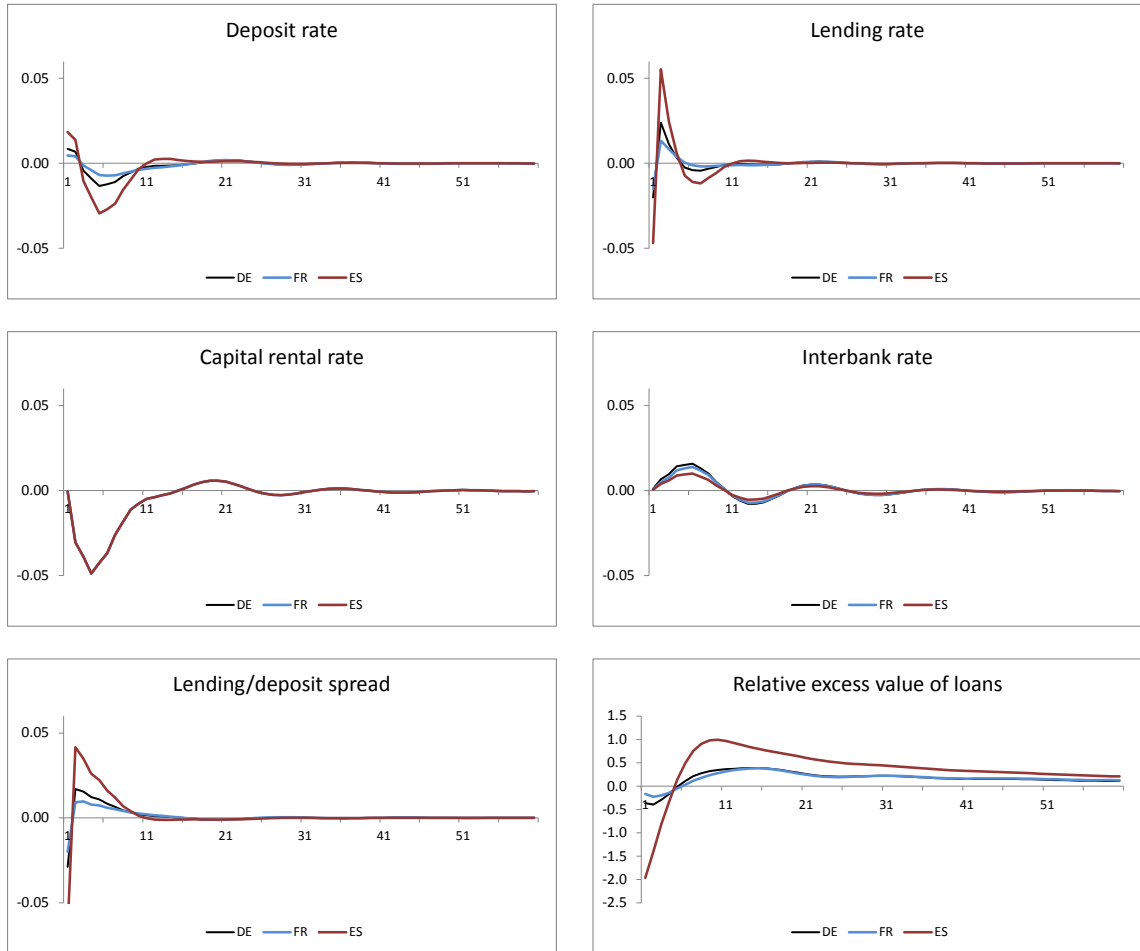 Deposit rate
0.05
0.00
1 11 21 31 41 51
-0.05
DE FR ES
Lending rate
0.05
0.00
1 11 21 31 41 51
-0.05
DE FR ES
Capital rental rate
0.05
0.00
1 11 21 31 41 51
-0.05
DE FR ES
Interbank rate
0.05
0.00
1 11 21 31 41 51
-0.05
DE FR ES
Lending/deposit spread
0.05
0.00
1 11 21 31 41 51
-0.05
DE FR ES
Relative excess value of loans
1.5
1.0
0.5
0.0
1 11 21 31 41 51
-0.5
-1.0
-1.5
-2.0
-2.5
DE FR ES